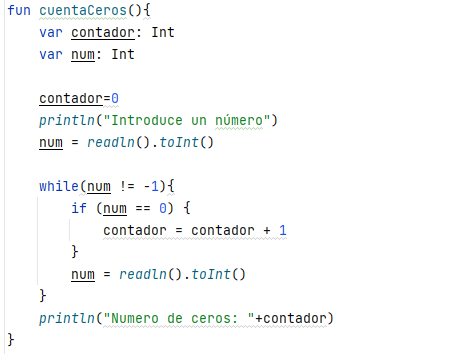 fun cuentaCeros(){
    var contador: Int
    var num: Int

    contador=0
    println("Introduce un número")
    num = readln().toInt()

    while(num != -1){
        if (num == 0) {
            contador = contador + 1
        }
        num = readln().toInt()
    }
    println("Numero de ceros: "+contador)
}